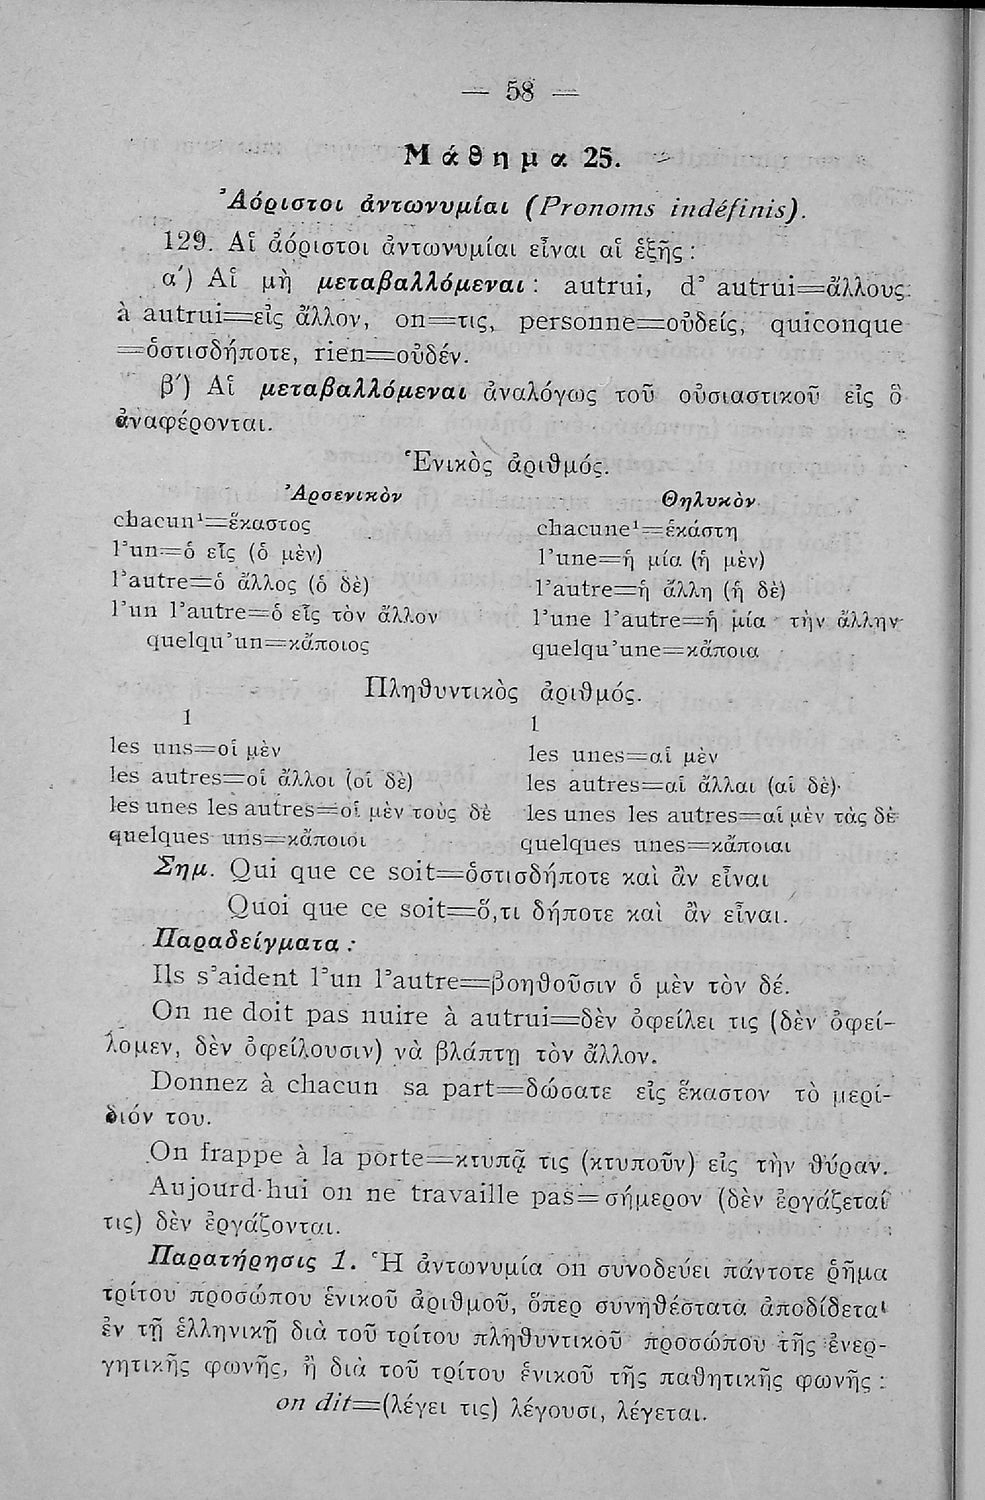 — 58 —
Μάθημα 25.
Ἀόριστοι ἀντωνυμίαι (Pronoms indéfinis).
129. Αἱ ἀόριστοι ἀντωνυμίαι εἶναι αἱ ἑξῆς:
α΄) Αἱ μὴ μεταβαλλόμεναι: autrui, d’ autrui=ἄλλους.
à autrui=εἰς ἄλλον, on=τις, personne=οὐδείς, quiconque
=ὁστισδήποτε, rien=οὐδέν.
β΄) Αἱ μεταβαλλόμεναι ἀναλόγως τοῦ οὐσιαστικοῦ εἰς ὃ
ἀναφέρονται.
Ἑνικὸς ἀριθμός.
Ἀρσενικὸν
chacun¹=ἕκαστος
l’un=ὁ εἷς (ὁ μὲν)
l’autre=ὁ ἄλλος (ὁ δὲ)
l’un l’autre=ὁ εἷς τὸν ἄλλον
quelqu’un=κἄποιος
Θηλυκὸν
chacune¹=ἑκάστη
l’une=ἡ μία (ἡ μὲν)
l’autre=ἡ ἄλλη (ἡ δὲ)
l’une l’autre=ἡ μία τὴν ἄλλην
quelqu’une=κἄποια
Πληθυντικὸς ἀριθμός.
1
les uns=οἱ μὲν
les autres=οἱ ἄλλοι (οἱ δὲ)
les unes les autres=οἱ μὲν τοὺς δὲ
quelques uns=κἄποιοι
1
les unes=αἱ μὲν
les autres=αἱ ἄλλαι (αἱ δὲ)
les unes les autres=αἱ μὲν τὰς δὲ
quelques unes=κἄποιαι
Σημ. Qui que ce soit=ὁστισδήποτε καὶ ἂν εἶναι
Quoi que ce soit=ὅ,τι δήποτε καὶ ἂν εἶναι.
Παραδείγματα:
Ils s’aident l’un l’autre=βοηθοῦσιν ὁ μὲν τὸν δέ.
On ne doit pas nuire à autrui=δὲν ὀφείλει τις (δὲν ὀφεί-
λομεν, δὲν ὀφείλουσιν) νὰ βλάπτῃ τὸν ἄλλον.
Donnez à chacun sa part=δώσατε εἰς ἕκαστον τὸ μερί-
διόν του.
On frappe à la porte=κτυπᾷ τις (κτυποῦν) εἰς τὴν θύραν.
Aujourd hui on ne travaille pas=σήμερον (δὲν ἐργάζεταί
τις) δὲν ἐργάζονται.
Παρατήρησις 1. Ἡ ἀντωνυμία on συνοδεύει πάντοτε ῥῆμα
τρίτου προσώπου ἑνικοῦ ἀριθμοῦ, ὅπερ συνηθέστατα ἀποδίδεται
ἐν τῇ ἑλληνικῇ διὰ τοῦ τρίτου πληθυντικοῦ προσώπου τῆς ἐνερ-
γητικῆς φωνῆς, ἢ διὰ τοῦ τρίτου ἑνικοῦ τῆς παθητικῆς φωνῆς:
on dit=(λέγει τις) λέγουσι, λέγεται.